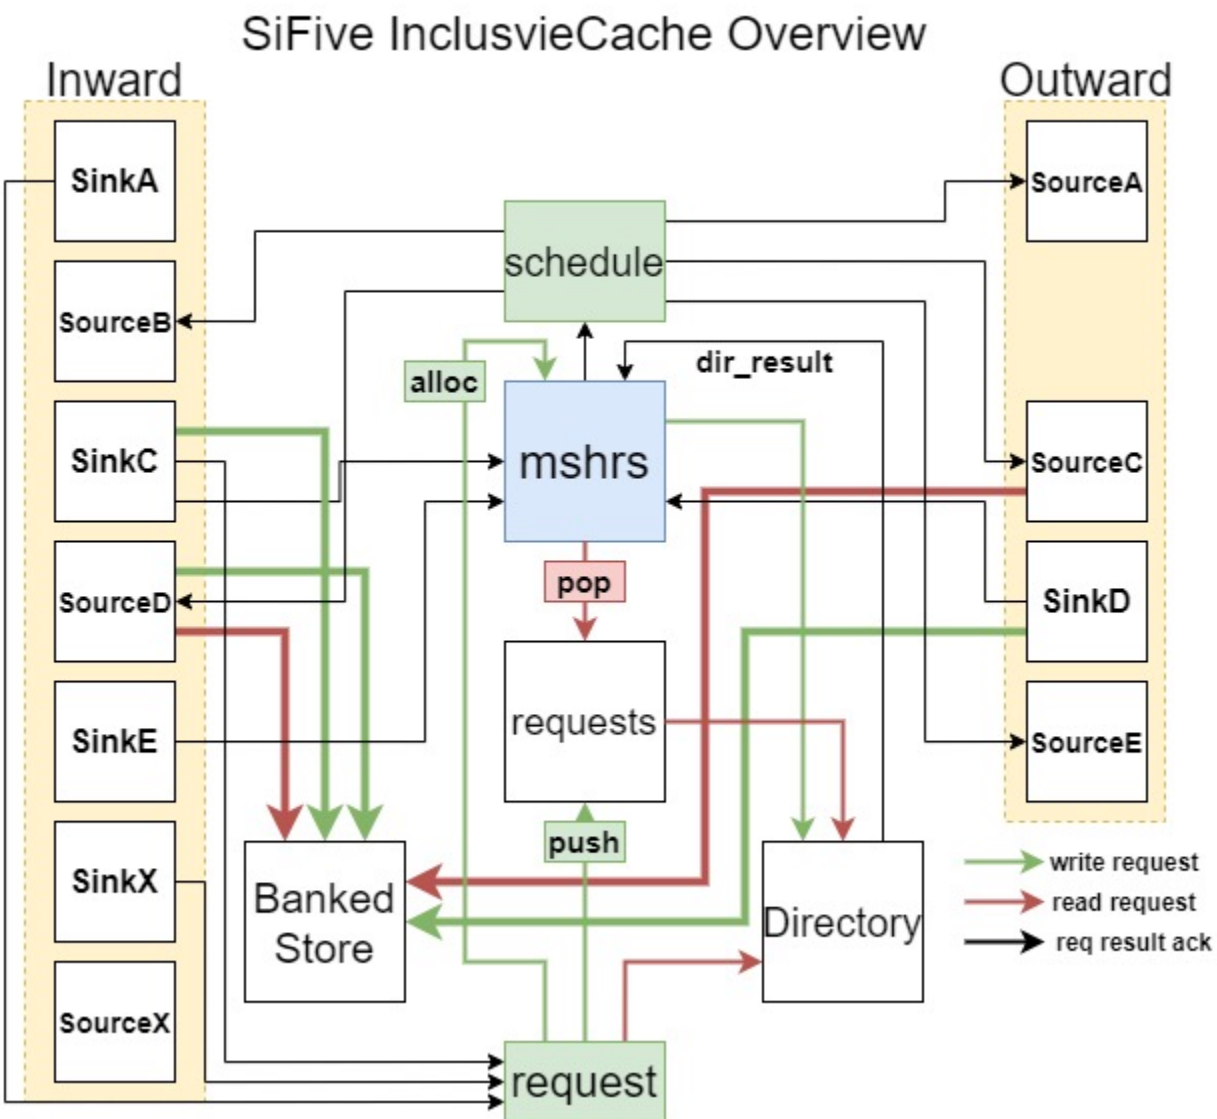 SiFive InclusvieCache Overview
Inward
Outward
SinkA
SourceA
schedule
SourceB
alloc
dir_result
SinkC
mshrs
SourceC
pop
SourceD
SinkD
requests
SinkE
SourceE
push
SinkX
Banked
Store
Directory
write request
read request
req result ack
SourceX
request